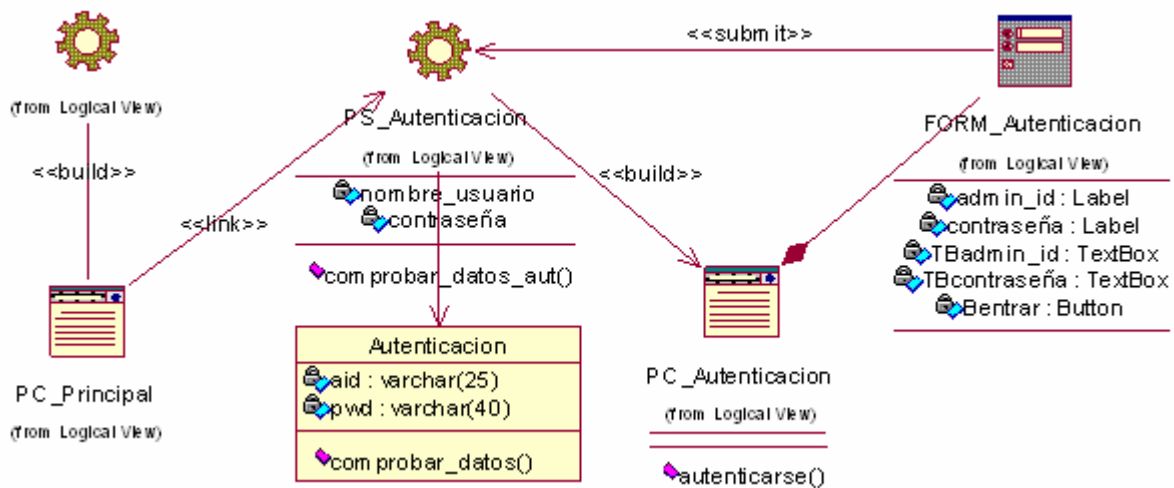 (from Logical View)
<<build>>
PC_Principal
(from Logical View)
<<link>>
PS_Autenticacion
(from Logical View)
nombre_usuario
contraseña
comprobar_datos_aut()
Autenticacion
aid : varchar(25)
pwd : varchar(40)
comprobar_datos()
<<submit>>
<<build>>
PC_Autenticacion
(from Logical View)
autenticarse()
FORM_Autenticacion
(from Logical View)
admin_id : Label
contraseña : Label
TBadmin_id : TextBox
TBcontraseña : TextBox
Bentrar : Button